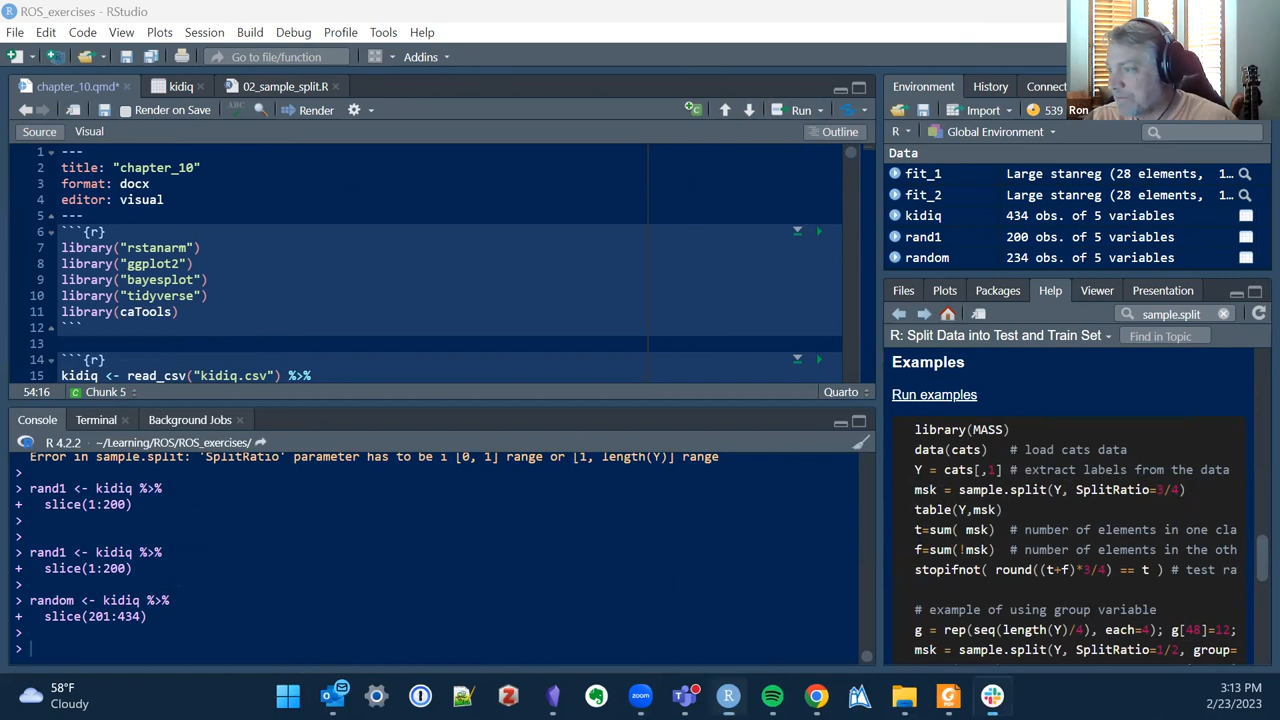 ROS_exercises - RStudio
File Edit Code View Plots Session Build Debug Profile Tools Help
Go to file/function Addins
chapter_10.qmd* kidiq 02_sample_split.R
Render on Save ABC Render Run
Source Visual Outline
1 ---
2 title: "chapter_10"
3 format: docx
4 editor: visual
5 ---
6 ```{r}
7 library("rstanarm")
8 library("ggplot2")
9 library("bayesplot")
10 library("tidyverse")
11 library(caTools)
12 ```
13
14 ```{r}
15 kidiq <- read_csv("kidiq.csv") %>%
54:16 Chunk 5 Quarto
Console Terminal Background Jobs
R 4.2.2 · ~/Learning/ROS/ROS_exercises/
Error in sample.split: 'SplitRatio' parameter has to be i [0, 1] range or [1, length(Y)] range
>
> rand1 <- kidiq %>%
+ slice(1:200)
>
>
> rand1 <- kidiq %>%
+ slice(1:200)
>
> random <- kidiq %>%
+ slice(201:434)
>
>
Environment History Connec
Import 539 Ron
R Global Environment
Data
fit_1 Large stanreg (28 elements, 1…
fit_2 Large stanreg (28 elements, 1…
kidiq 434 obs. of 5 variables
rand1 200 obs. of 5 variables
random 234 obs. of 5 variables
Files Plots Packages Help Viewer Presentation
sample.split
R: Split Data into Test and Train Set Find in Topic
Examples
Run examples
library(MASS)
data(cats) # load cats data
Y = cats[,1] # extract labels from the data
msk = sample.split(Y, SplitRatio=3/4)
table(Y,msk)
t=sum( msk) # number of elements in one cla
f=sum(!msk) # number of elements in the oth
stopifnot( round((t+f)*3/4) == t ) # test ra
# example of using group variable
g = rep(seq(length(Y)/4), each=4); g[48]=12;
msk = sample.split(Y, SplitRatio=1/2, group=
58°F
Cloudy
zoom
3:13 PM
2/23/2023